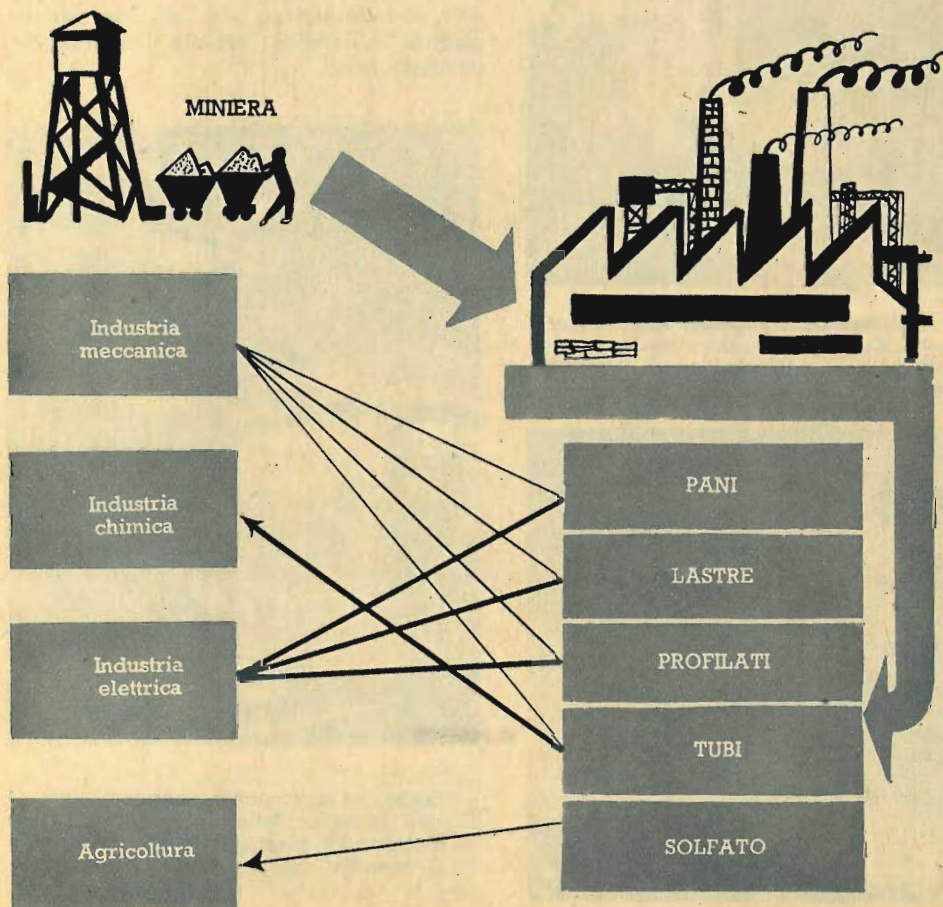 MINIERA
Industria
meccanica
Industria
chimica
Industria
elettrica
Agricoltura
PANI
LASTRE
PROFILATI
TUBI
SOLFATO